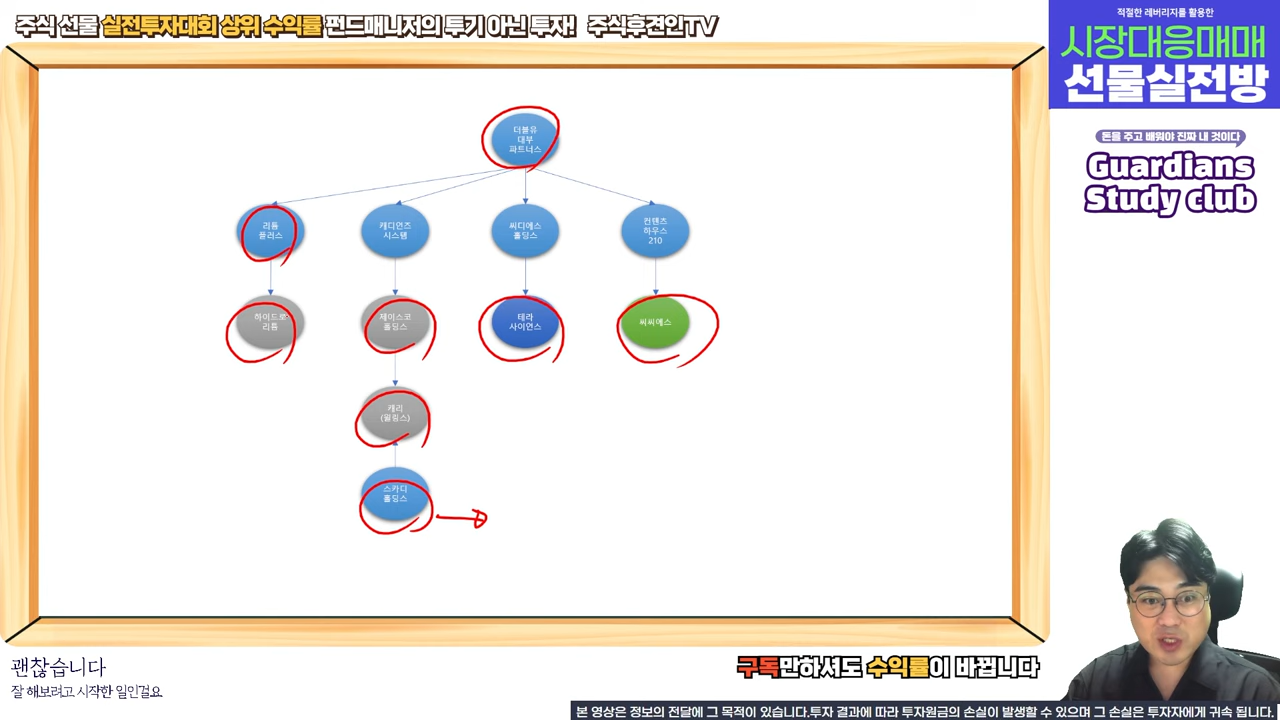 주식 선물 실전투자대회 상위 수익률 펀드매니저의 투기 아닌 투자! 주식후견인TV
적절한 레버리지를 활용한
시장대응매매
선물실전방
돈을 주고 배워야 진짜 내 것이다
Guardians
Study club
더블유
대부
파트너스
리튬
플러스
캐디언즈
시스템
씨디에스
홀딩스
컨텐츠
하우스
210
하이드로
리튬
제이스코
홀딩스
테라
사이언스
씨씨에스
캐리
(윌링스)
스카디
홀딩스
괜찮습니다
잘 해보려고 시작한 일인걸요
구독만하셔도 수익률이 바뀝니다
본 영상은 정보의 전달에 그 목적이 있습니다.투자 결과에 따라 투자원금의 손실이 발생할 수 있으며 그 손실은 투자자에게 귀속 됩니다.